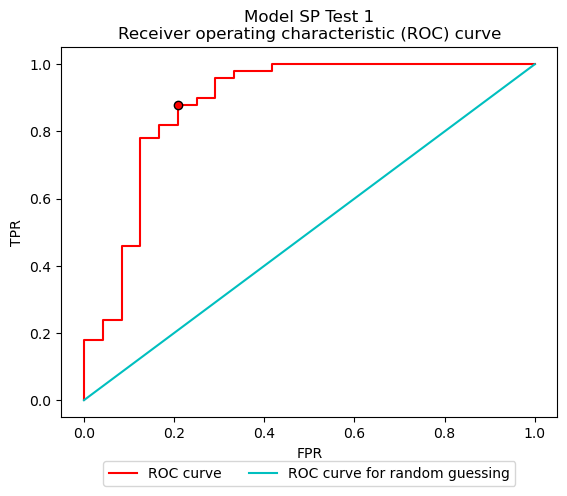 Model SP Test 1
Receiver operating characteristic (ROC) curve
1.0
0.8
0.6
0.4
0.2
0.0
TPR
0.0 0.2 0.4 0.6 0.8 1.0
FPR
ROC curve ROC curve for random guessing